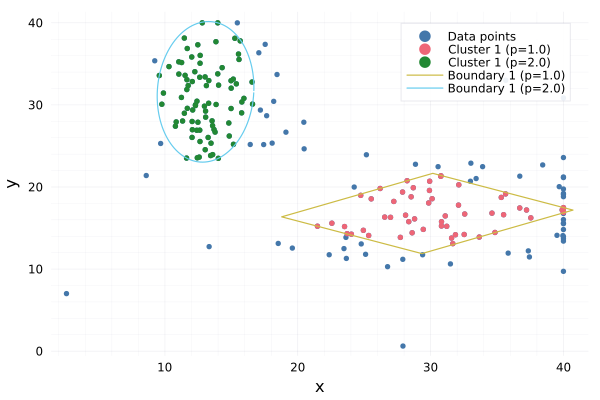 40
30
20
10
0
y
10
20
30
40
x
Data points
Cluster 1 (p=1.0)
Cluster 1 (p=2.0)
Boundary 1 (p=1.0)
Boundary 1 (p=2.0)